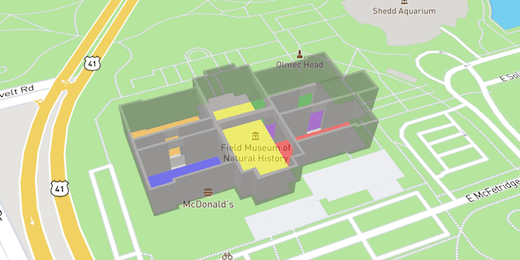 Shedd Aquarium
41
Olmec Head
velt Rd
E Sol
Field Museum of
Natural History
41
McDonald's
E McFetridge